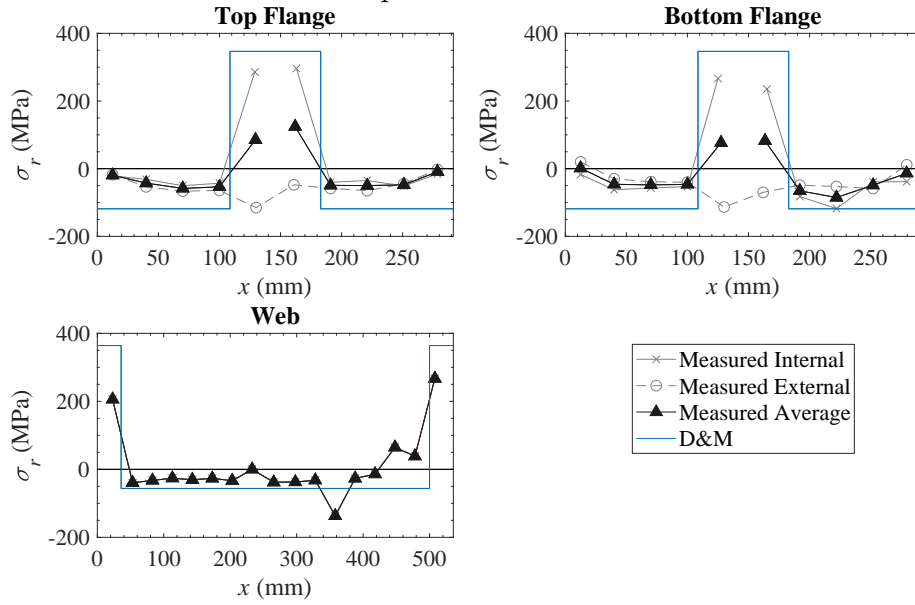 Top Flange
Bottom Flange
400
200
0
-200
σr (MPa)
0 50 100 150 200 250
x (mm)
400
200
0
-200
σr (MPa)
0 50 100 150 200 250
x (mm)
Web
400
200
0
-200
σr (MPa)
0 100 200 300 400 500
x (mm)
Measured Internal
Measured External
Measured Average
D&M